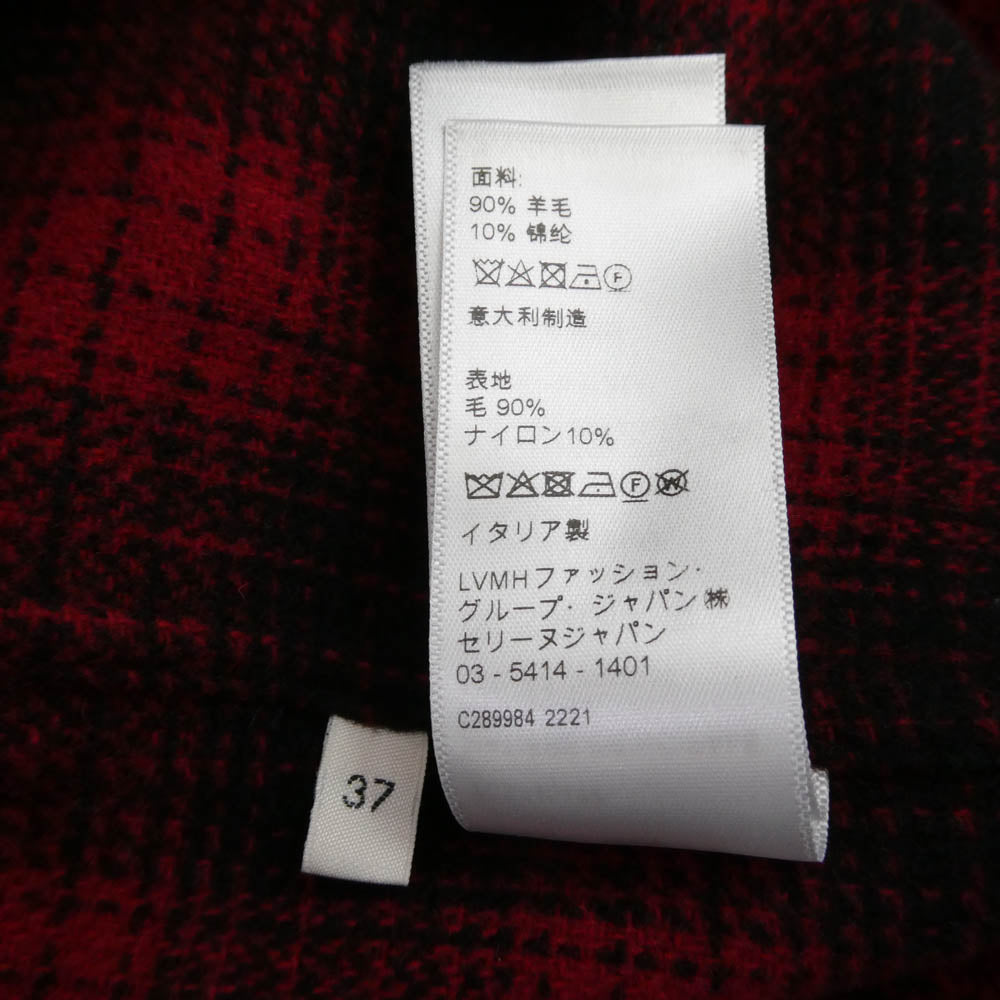 面料:
90% 羊毛
10% 锦纶
F
意大利制造
表地
毛 90%
ナイロン10%
F W
イタリア製
LVMHファッション・
グループ・ジャパン㈱
セリーヌジャパン
03 - 5414 - 1401
C289984 2221
37